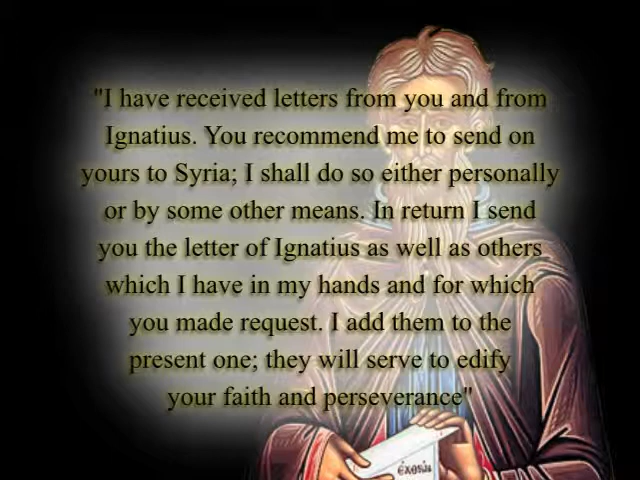 "I have received letters from you and from
Ignatius. You recommend me to send on
yours to Syria; I shall do so either personally
or by some other means. In return I send
you the letter of Ignatius as well as others
which I have in my hands and for which
you made request. I add them to the
present one; they will serve to edify
your faith and perseverance"